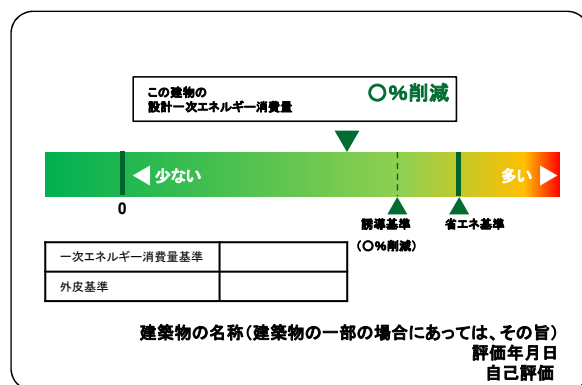 この建物の
設計一次エネルギー消費量
〇%削減
少ない
多い
0
誘導基準
(〇%削減)
省エネ基準
一次エネルギー消費量基準
外皮基準
建築物の名称(建築物の一部の場合にあっては、その旨)
評価年月日
自己評価